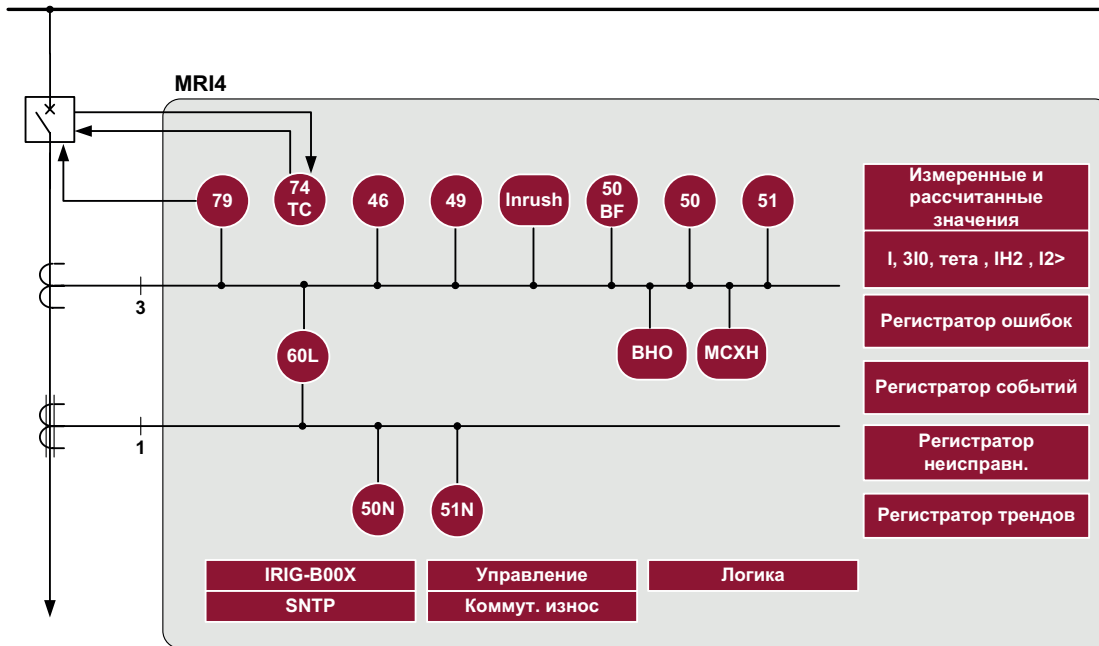 MRI4
79
74
TC
46
49
Inrush
50
BF
50
51
Измеренные и
рассчитанные
значения
I, 3I0, тета , IH2 , I2>
3
Регистратор ошибок
60L
ВНО
МСХН
Регистратор событий
1
Регистратор
неисправн.
50N
51N
Регистратор трендов
IRIG-B00X
Управление
Логика
SNTP
Коммут. износ